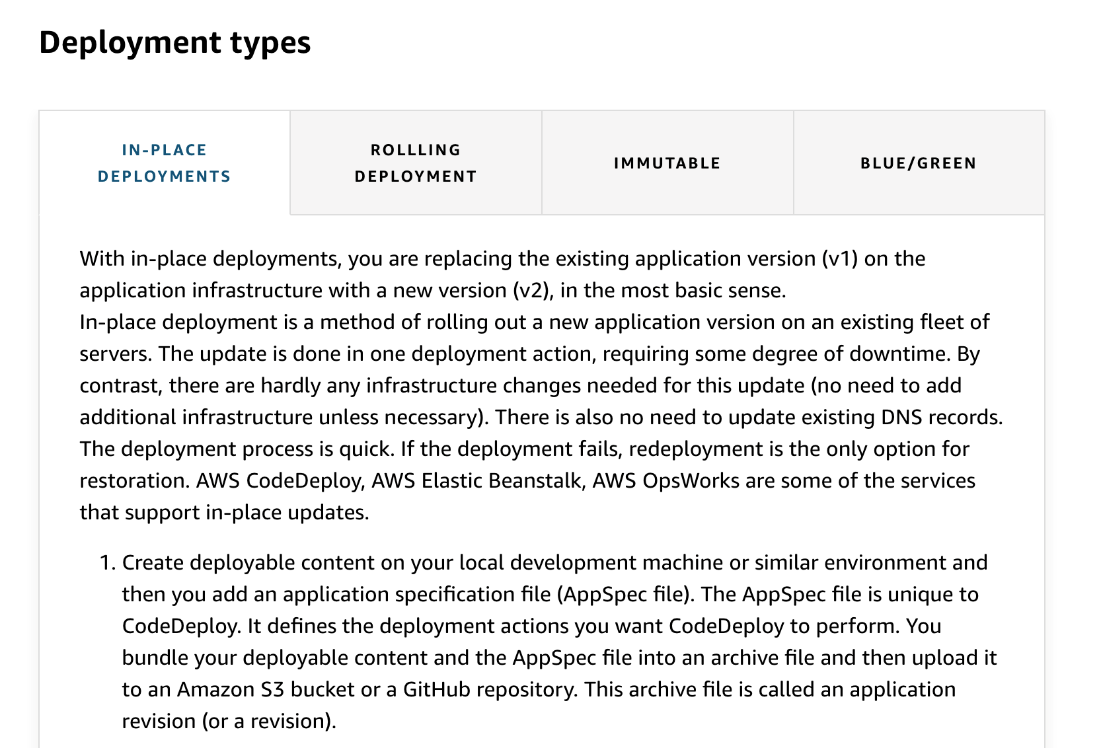 Deployment types
IN-PLACE
DEPLOYMENTS
ROLLLING
DEPLOYMENT
IMMUTABLE
BLUE/GREEN
With in-place deployments, you are replacing the existing application version (v1) on the
application infrastructure with a new version (v2), in the most basic sense.
In-place deployment is a method of rolling out a new application version on an existing fleet of
servers. The update is done in one deployment action, requiring some degree of downtime. By
contrast, there are hardly any infrastructure changes needed for this update (no need to add
additional infrastructure unless necessary). There is also no need to update existing DNS records.
The deployment process is quick. If the deployment fails, redeployment is the only option for
restoration. AWS CodeDeploy, AWS Elastic Beanstalk, AWS OpsWorks are some of the services
that support in-place updates.
1. Create deployable content on your local development machine or similar environment and
then you add an application specification file (AppSpec file). The AppSpec file is unique to
CodeDeploy. It defines the deployment actions you want CodeDeploy to perform. You
bundle your deployable content and the AppSpec file into an archive file and then upload it
to an Amazon S3 bucket or a GitHub repository. This archive file is called an application
revision (or a revision).